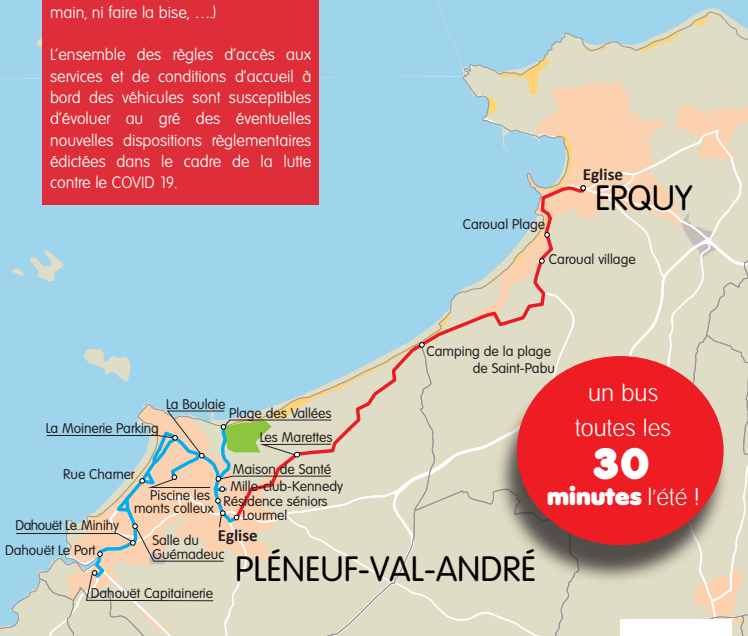 main, ni faire la bise, ....)
L'ensemble des règles d'accès aux
services et de conditions d'accueil à
bord des véhicules sont susceptibles
d'évoluer au gré des éventuelles
nouvelles dispositions règlementaires
édictées dans le cadre de la lutte
contre le COVID 19.
Eglise
ERQUY
Caroual Plage
Caroual village
Camping de la plage
de Saint-Pabu
un bus
toutes les
30
minutes l'été !
La Boulaie
Plage des Vallées
La Moinerie Parking
Les Marettes
Rue Charner
Maison de Santé
Piscine les
monts colleux
Mille club-Kennedy
Résidence séniors
Lourmel
Dahouët Le Minihy
Salle du
Guémadeuc
Eglise
Dahouët Le Port
PLÉNEUF-VAL-ANDRÉ
Dahouët Capitainerie